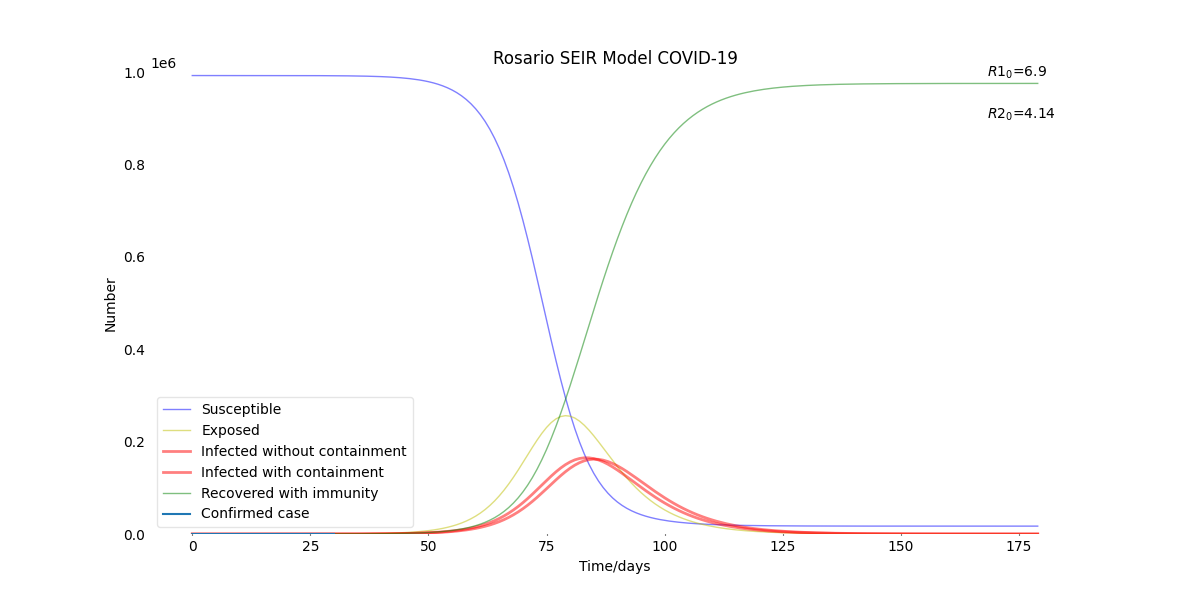 Rosario SEIR Model COVID-19
1e6
1.0
0.8
0.6
0.4
0.2
0.0
Number
R1₀=6.9
R2₀=4.14
Susceptible
Exposed
Infected without containment
Infected with containment
Recovered with immunity
Confirmed case
0 25 50 75 100 125 150 175
Time/days